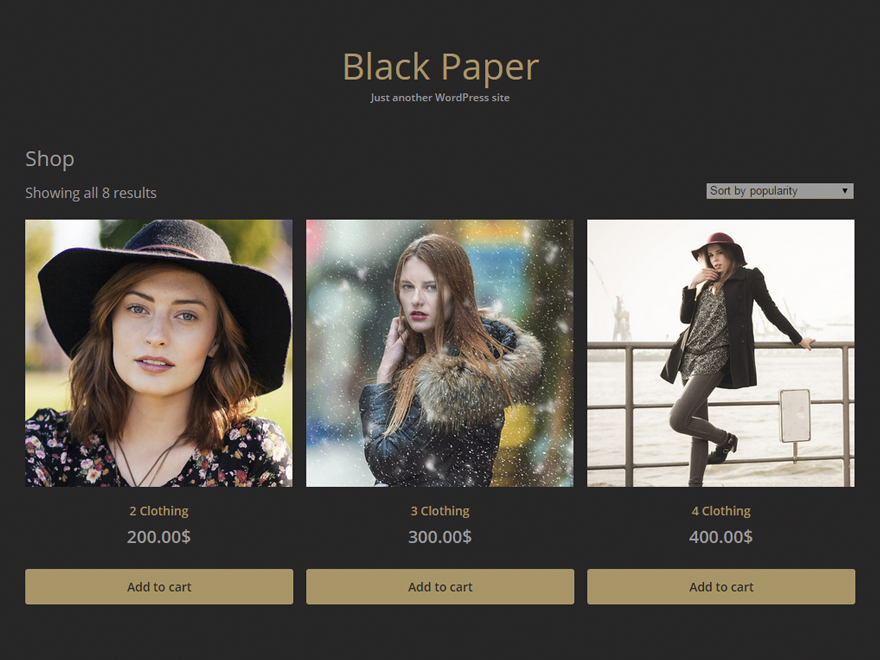 Black Paper
Just another WordPress site
Shop
Showing all 8 results
Sort by popularity
2 Clothing
200.00$
Add to cart
3 Clothing
300.00$
Add to cart
4 Clothing
400.00$
Add to cart